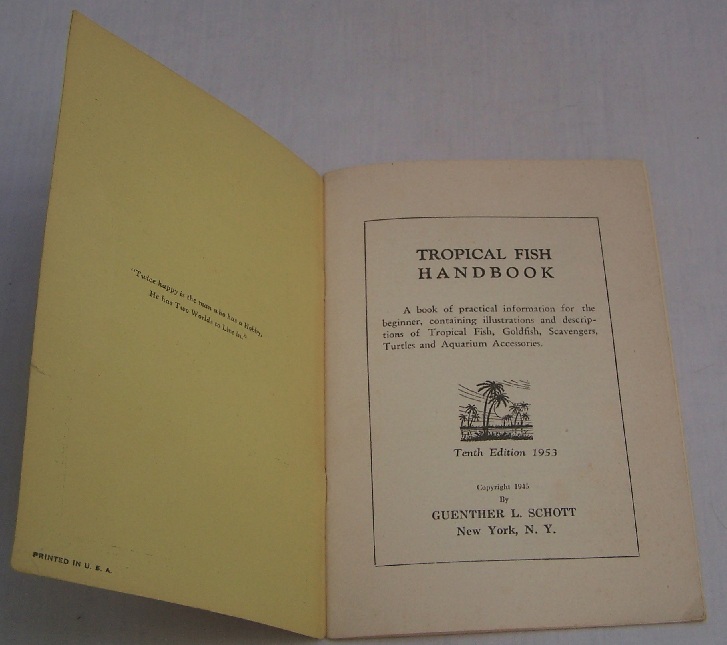 "Twice happy is the man who has a Hobby,
He has Two Worlds to Live in."
PRINTED IN U. S. A.
TROPICAL FISH
HANDBOOK
A book of practical information for the
beginner, containing illustrations and descrip-
tions of Tropical Fish, Goldfish, Scavengers,
Turtles and Aquarium Accessories.
Tenth Edition 1953
Copyright 1945
By
GUENTHER L. SCHOTT
New York, N. Y.